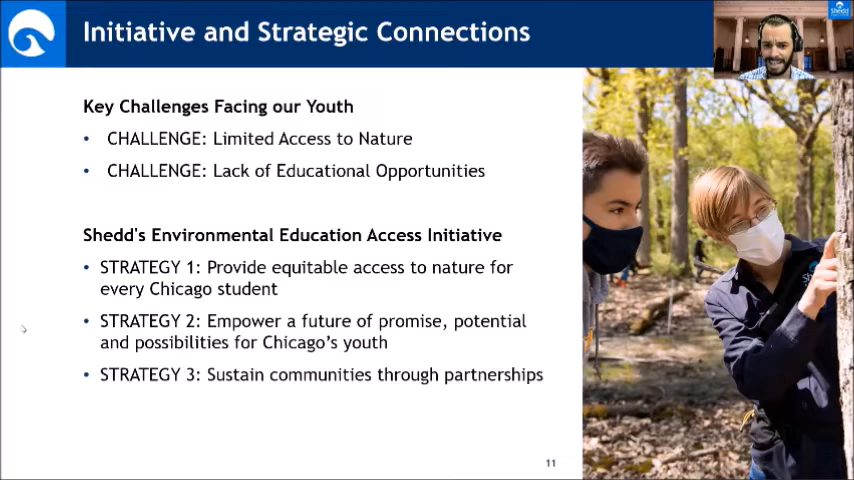 Initiative and Strategic Connections
Shedd
Key Challenges Facing our Youth
• CHALLENGE: Limited Access to Nature
• CHALLENGE: Lack of Educational Opportunities
Shedd's Environmental Education Access Initiative
• STRATEGY 1: Provide equitable access to nature for
every Chicago student
• STRATEGY 2: Empower a future of promise, potential
and possibilities for Chicago's youth
• STRATEGY 3: Sustain communities through partnerships
11